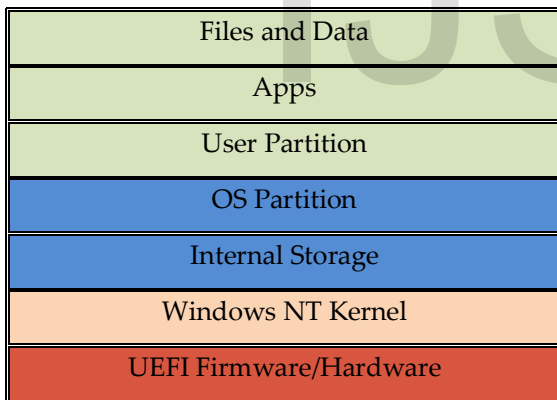 Files and Data
Apps
User Partition
OS Partition
Internal Storage
Windows NT Kernel
UEFI Firmware/Hardware